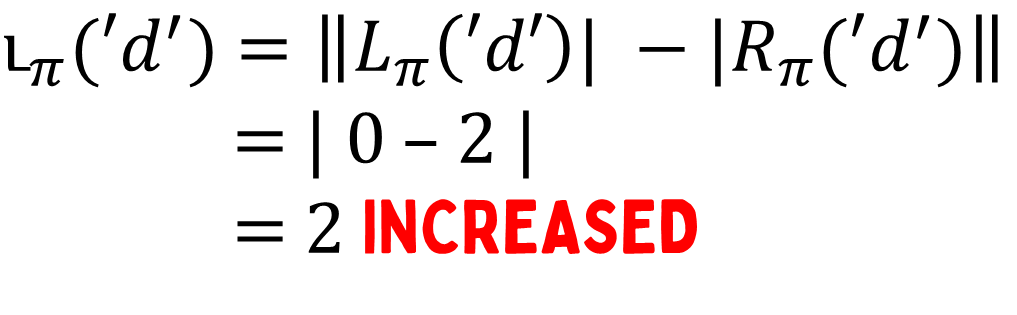 ι_π('d') = ||L_π('d')| − |R_π('d')||
= | 0 – 2 |
= 2 INCREASED